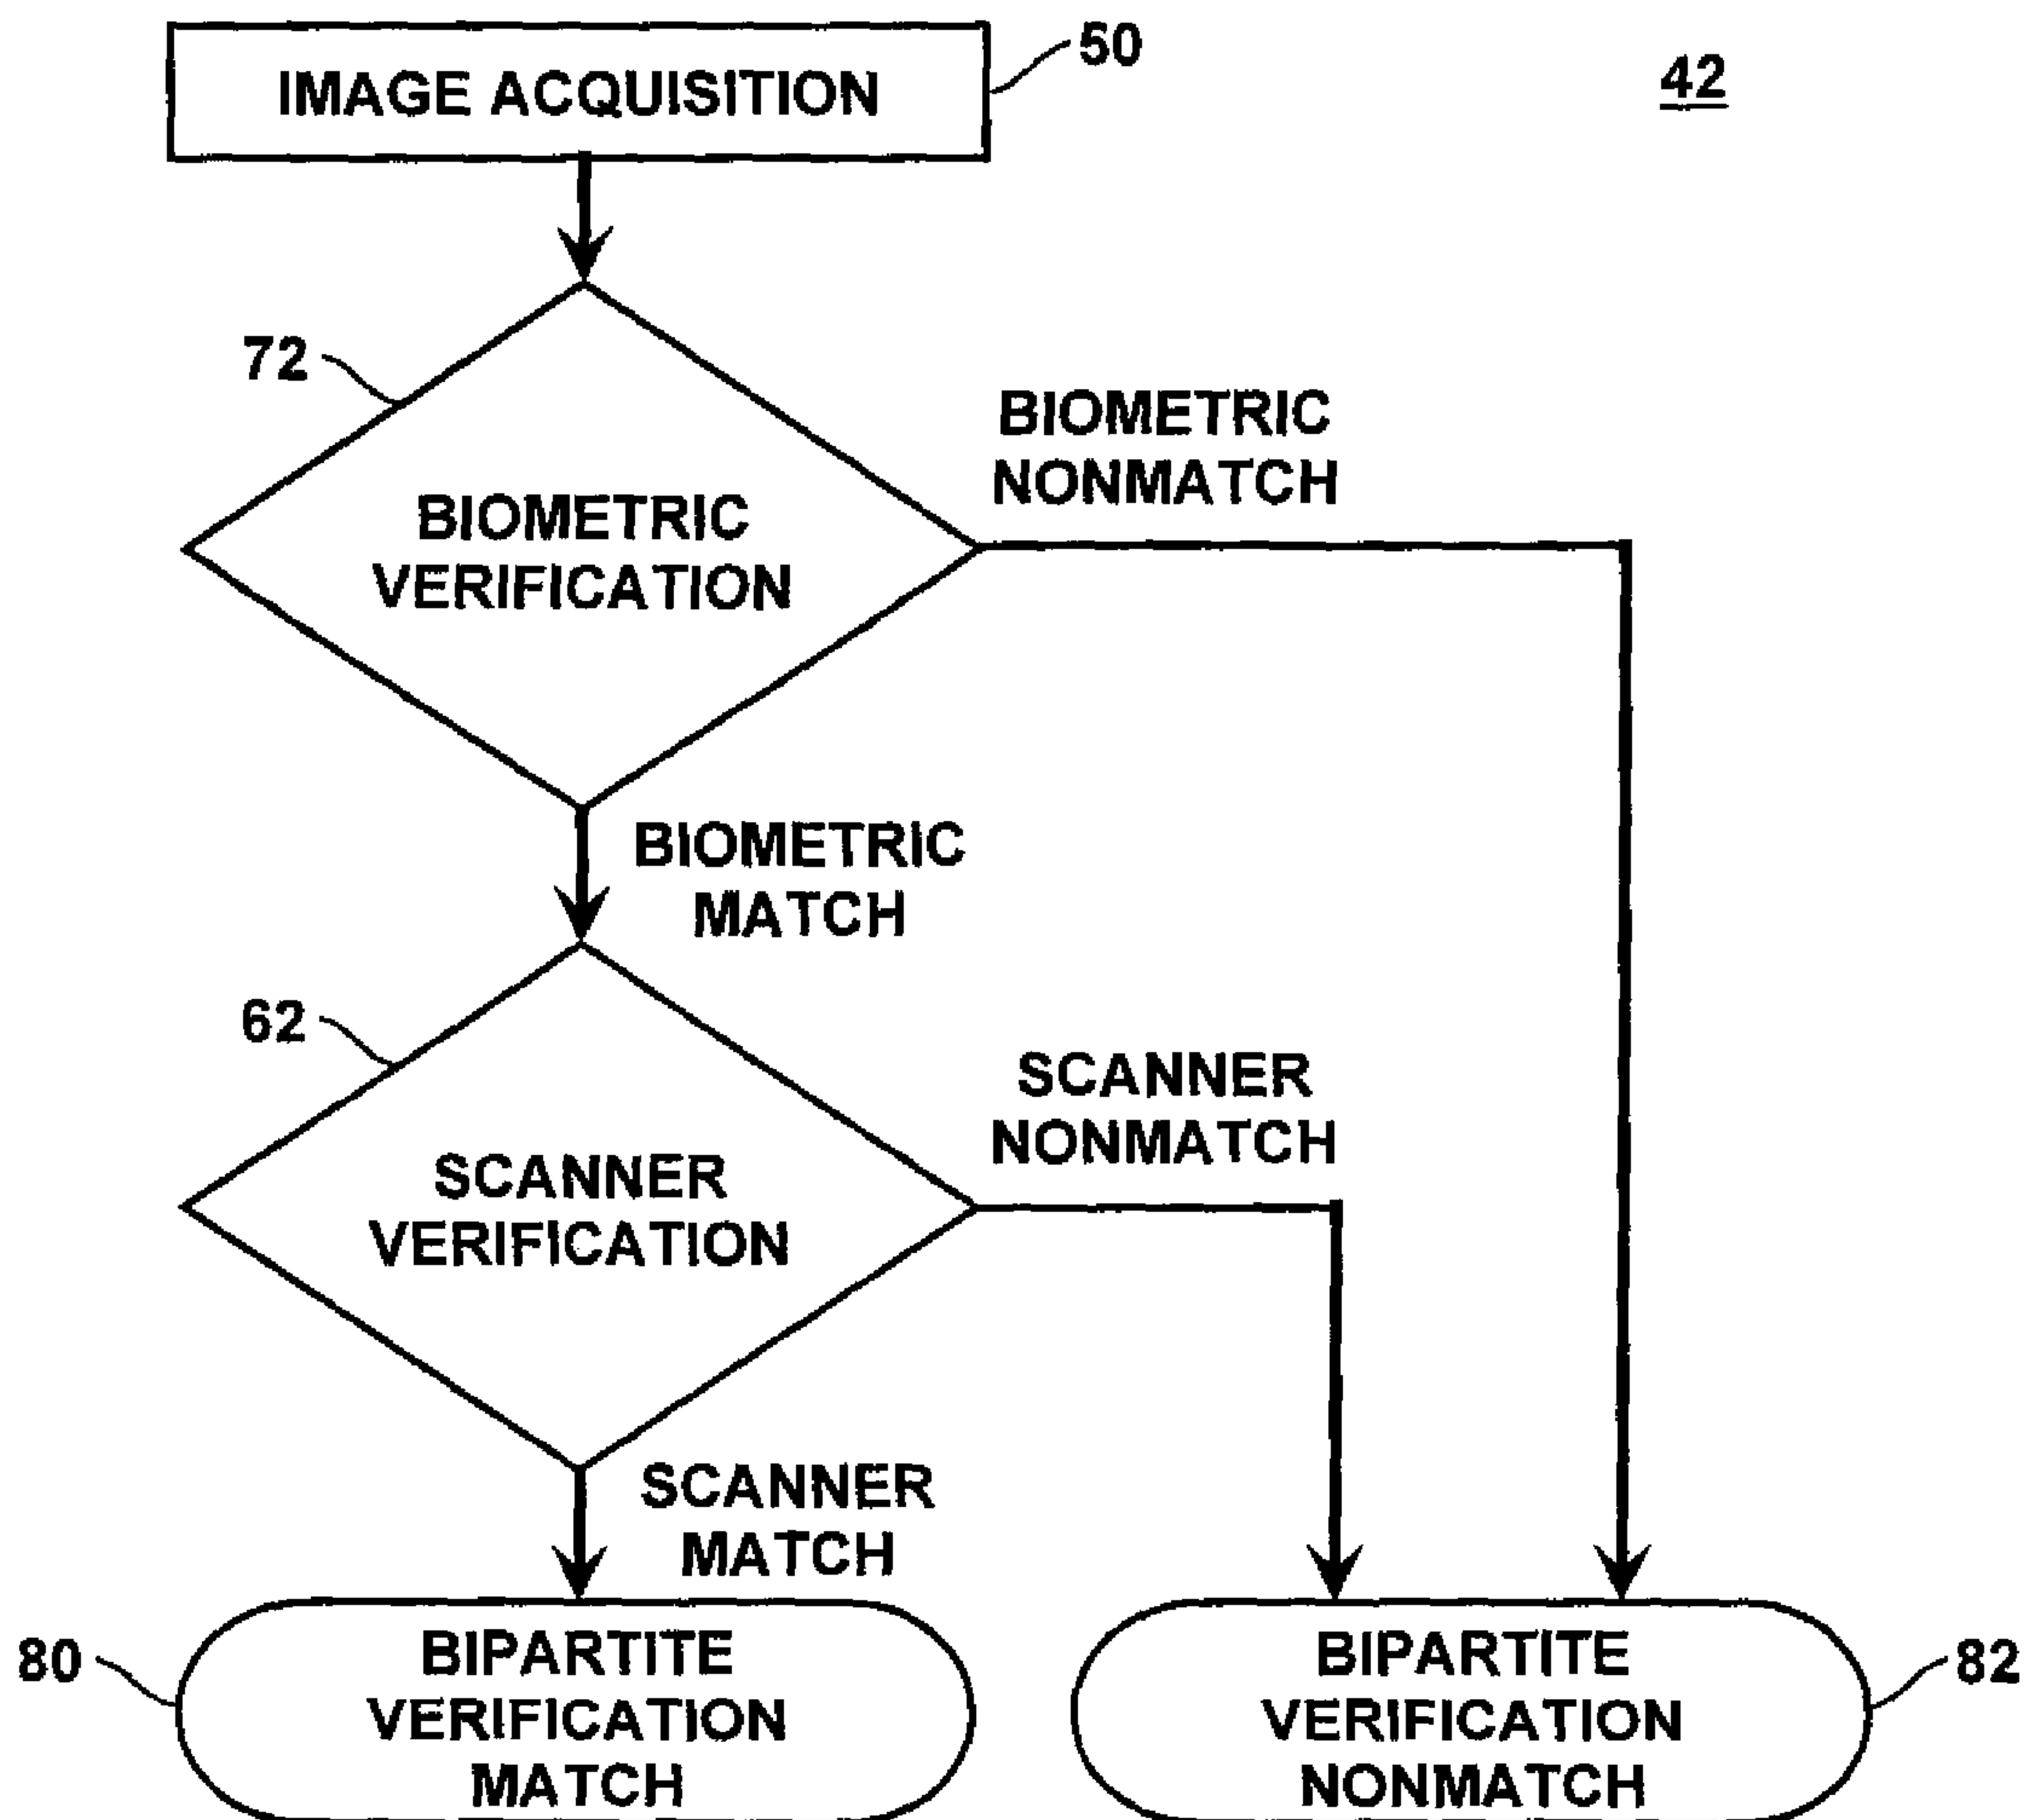 IMAGE ACQUISITION
50
42
72
BIOMETRIC
NONMATCH
BIOMETRIC
VERIFICATION
BIOMETRIC
MATCH
62
SCANNER
NONMATCH
SCANNER
VERIFICATION
SCANNER
MATCH
80
BIPARTITE
VERIFICATION
MATCH
BIPARTITE
VERIFICATION
NONMATCH
82